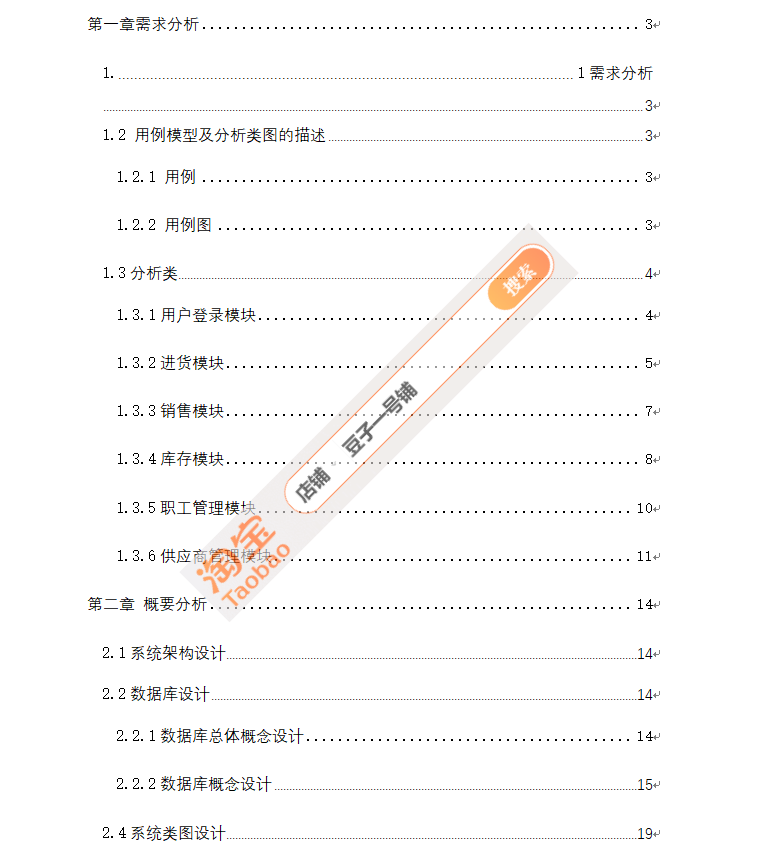 第一章需求分析........................................................ 3
1. ........................................................ 1 需求分析
........................................................ 3
1.2 用例模型及分析类图的描述........................................................ 3
1.2.1 用例........................................................ 3
1.2.2 用例图........................................................ 3
1.3 分析类........................................................ 4
1.3.1 用户登录模块........................................................ 4
1.3.2 进货模块........................................................ 5
1.3.3 销售模块........................................................ 7
1.3.4 库存模块........................................................ 8
1.3.5 职工管理模块........................................................ 10
1.3.6 供应商管理模块........................................................ 11
第二章 概要分析........................................................ 14
2.1 系统架构设计........................................................ 14
2.2 数据库设计........................................................ 14
2.2.1 数据库总体概念设计........................................................ 14
2.2.2 数据库概念设计........................................................ 15
2.4 系统类图设计........................................................ 19
淘宝
Taobao
店铺 豆子一号铺
搜索